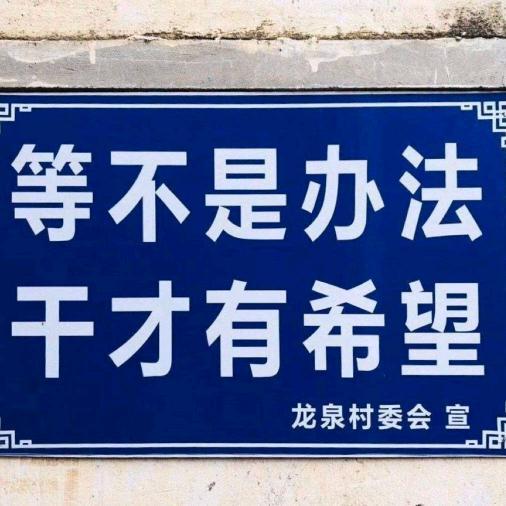 等不是办法
干才有希望
龙泉村委会 宣